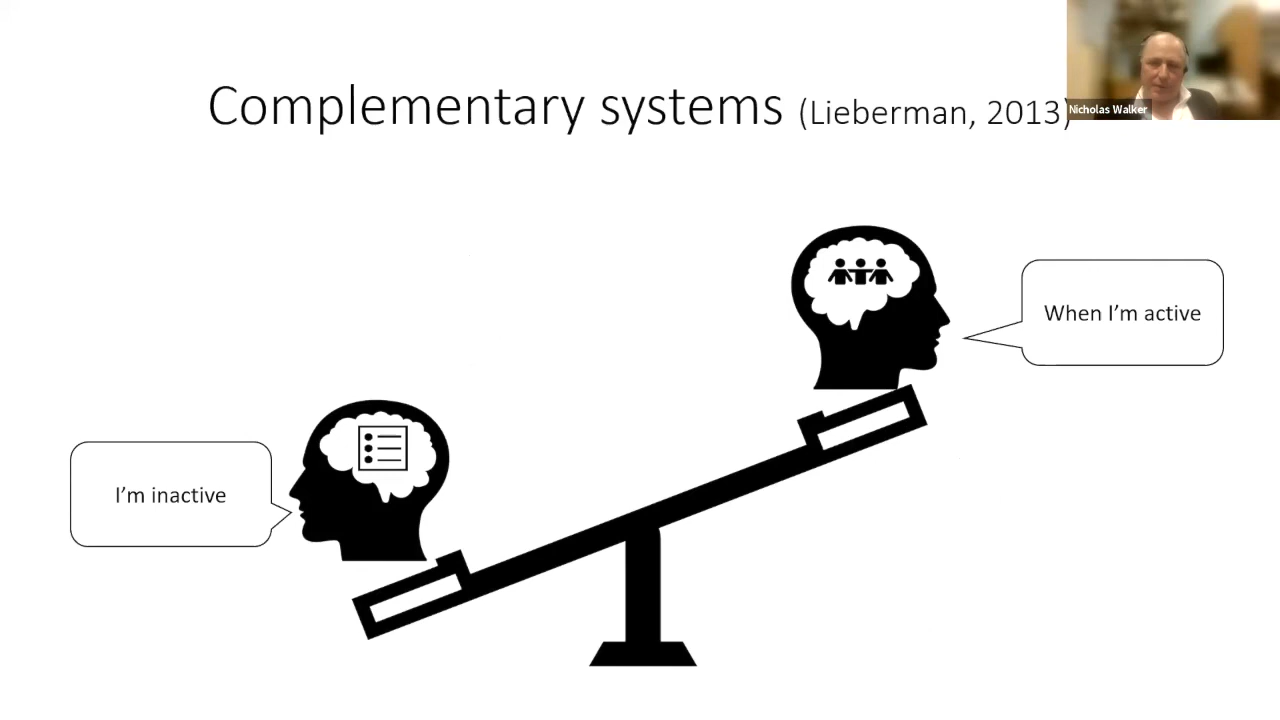 Complementary systems (Lieberman, 2013)
Nicholas Walker
When I'm active
I'm inactive